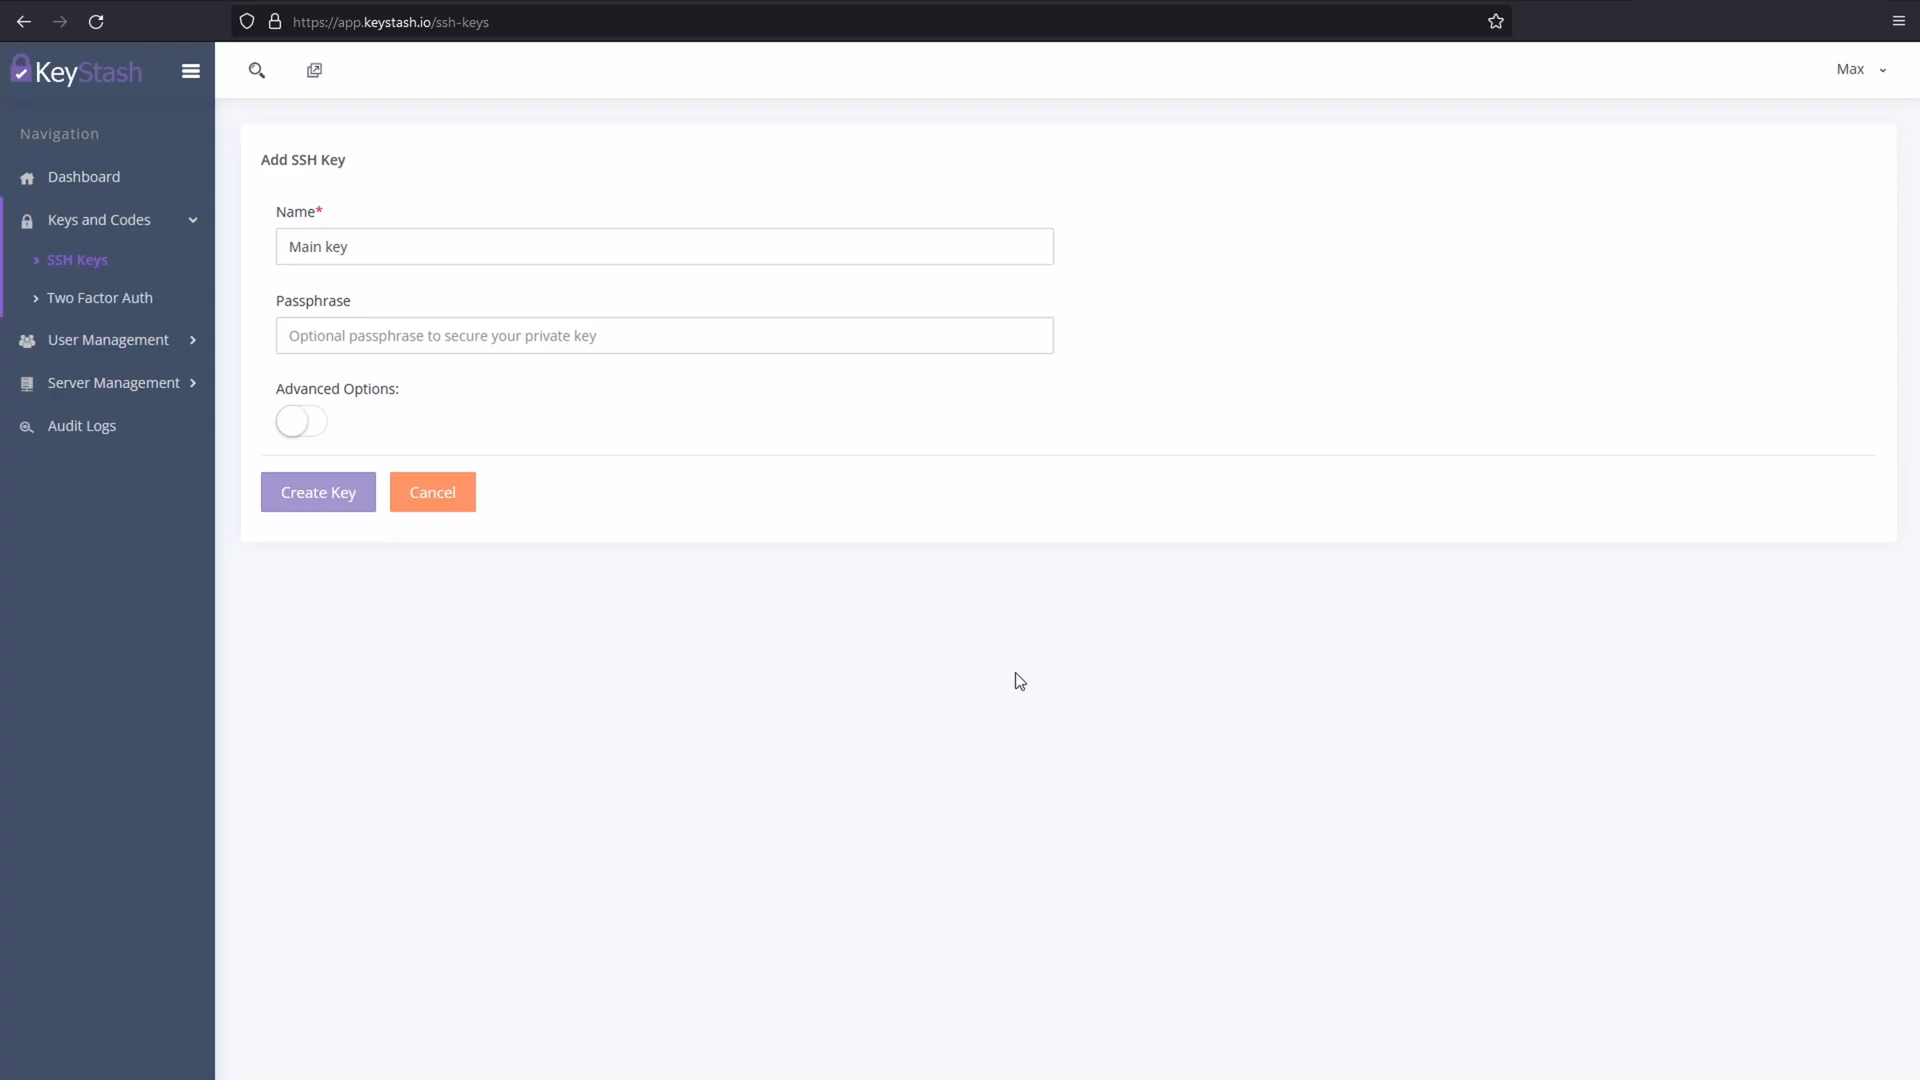 https://app.keystash.io/ssh-keys
KeyStash
Max
Navigation
Dashboard
Keys and Codes
SSH Keys
Two Factor Auth
User Management
Server Management
Audit Logs
Add SSH Key
Name*
Main key
Passphrase
Optional passphrase to secure your private key
Advanced Options:
Create Key
Cancel